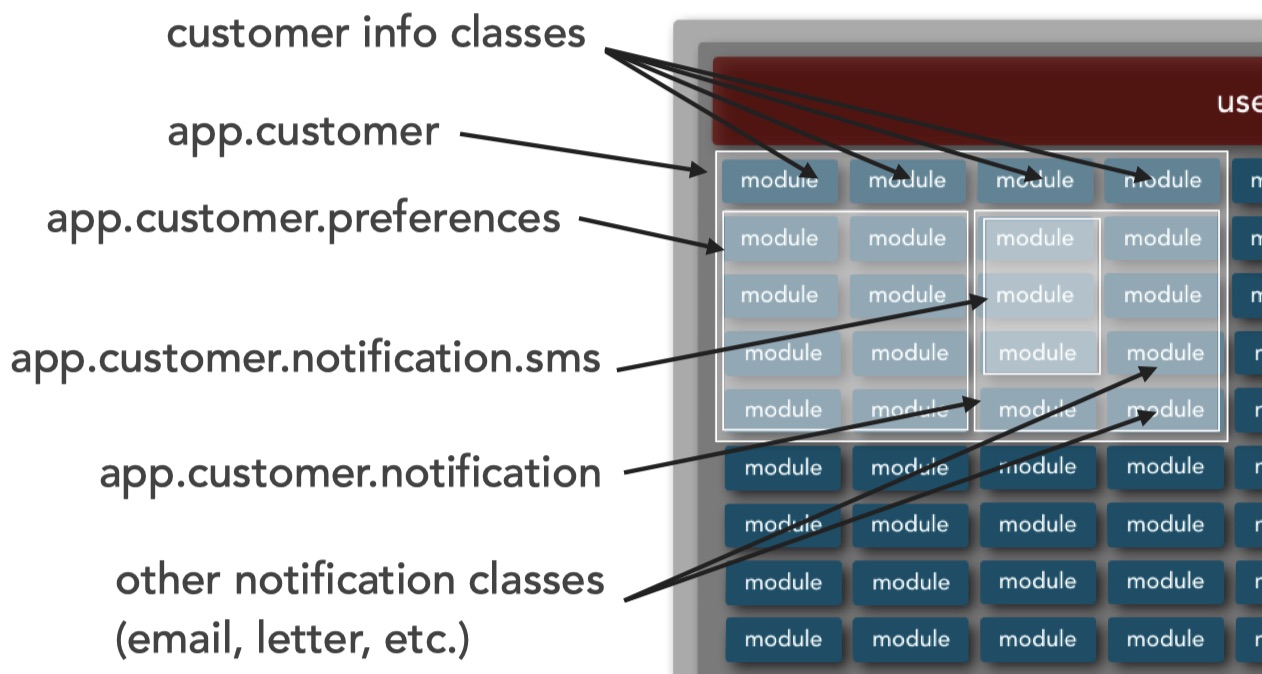 customer info classes
use
app.customer
module module module module
app.customer.preferences
module module module module
module module module module
app.customer.notification.sms
module module module module
module module module module
app.customer.notification
module module module module
module module module module
other notification classes
module module module module
(email, letter, etc.)
module module module module